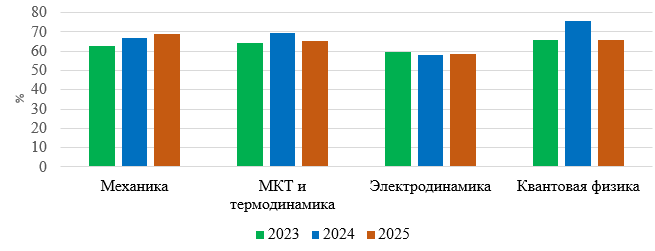 80
70
60
50
40
30
20
10
0
%
Механика
МКТ и
термодинамика
Электродинамика
Квантовая физика
2023 2024 2025